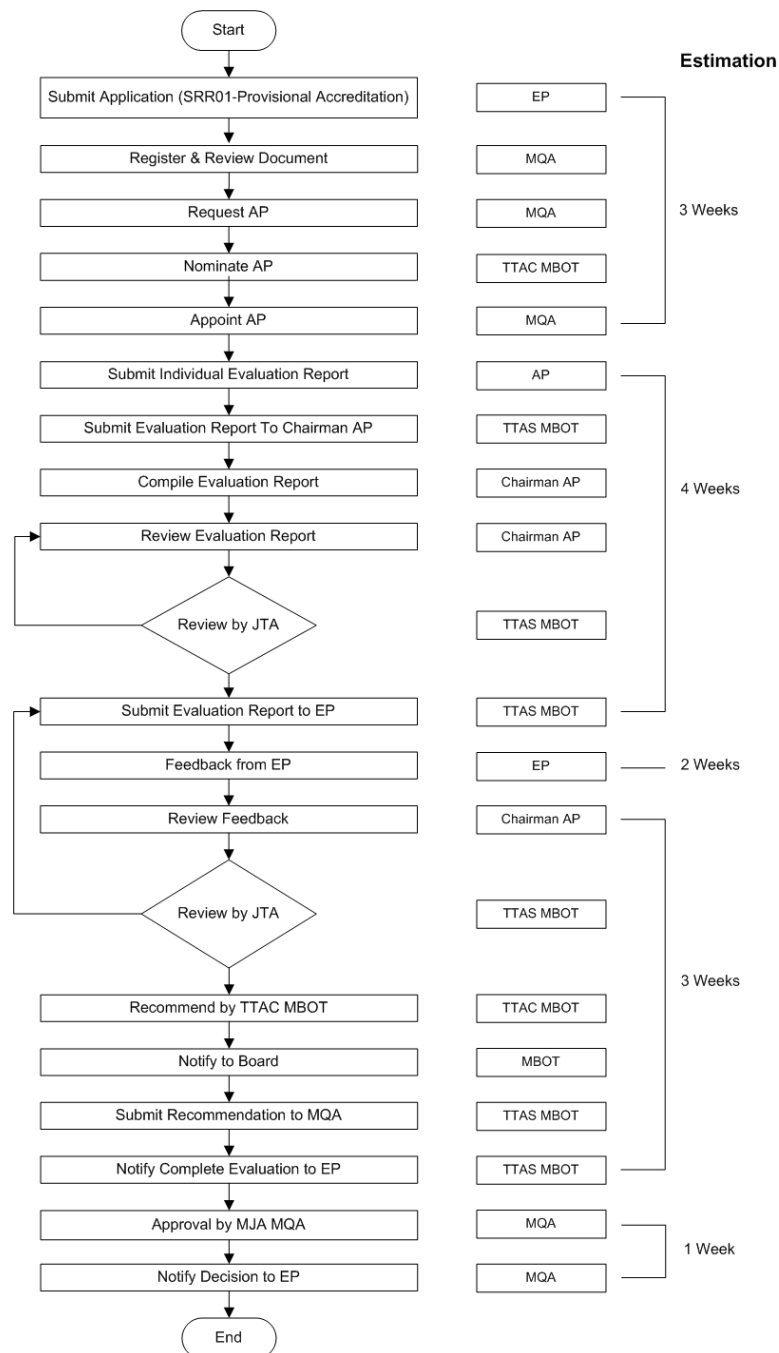 Start
Estimation
Submit Application (SRR01-Provisional Accreditation)
EP
Register & Review Document
MQA
3 Weeks
Request AP
MQA
Nominate AP
TTAC MBOT
Appoint AP
MQA
Submit Individual Evaluation Report
AP
Submit Evaluation Report To Chairman AP
TTAS MBOT
Compile Evaluation Report
Chairman AP
4 Weeks
Review Evaluation Report
Chairman AP
Review by JTA
TTAS MBOT
Submit Evaluation Report to EP
TTAS MBOT
Feedback from EP
EP
2 Weeks
Review Feedback
Chairman AP
Review by JTA
TTAS MBOT
3 Weeks
Recommend by TTAC MBOT
TTAC MBOT
Notify to Board
MBOT
Submit Recommendation to MQA
TTAS MBOT
Notify Complete Evaluation to EP
TTAS MBOT
Approval by MJA MQA
MQA
1 Week
Notify Decision to EP
MQA
End